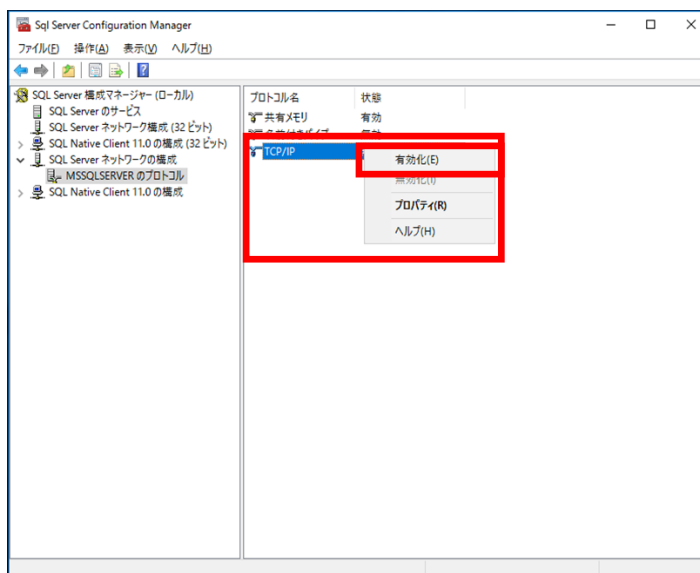 Sql Server Configuration Manager
ファイル(F) 操作(A) 表示(V) ヘルプ(H)
SQL Server 構成マネージャー (ローカル)
SQL Server のサービス
SQL Server ネットワーク構成 (32 ビット)
SQL Native Client 11.0 の構成 (32 ビット)
SQL Server ネットワークの構成
MSSQLSERVER のプロトコル
SQL Native Client 11.0 の構成
プロトコル名 状態
共有メモリ 有効
TCP/IP
有効化(E)
無効化(I)
プロパティ(R)
ヘルプ(H)